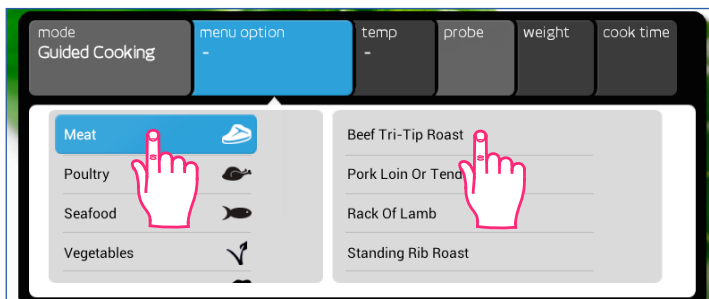 mode
Guided Cooking
menu option
-
temp
-
probe
weight
cook time
Meat
Poultry
Seafood
Vegetables
Beef Tri-Tip Roast
Pork Loin Or
Rack Of Lamb
Standing Rib Roast